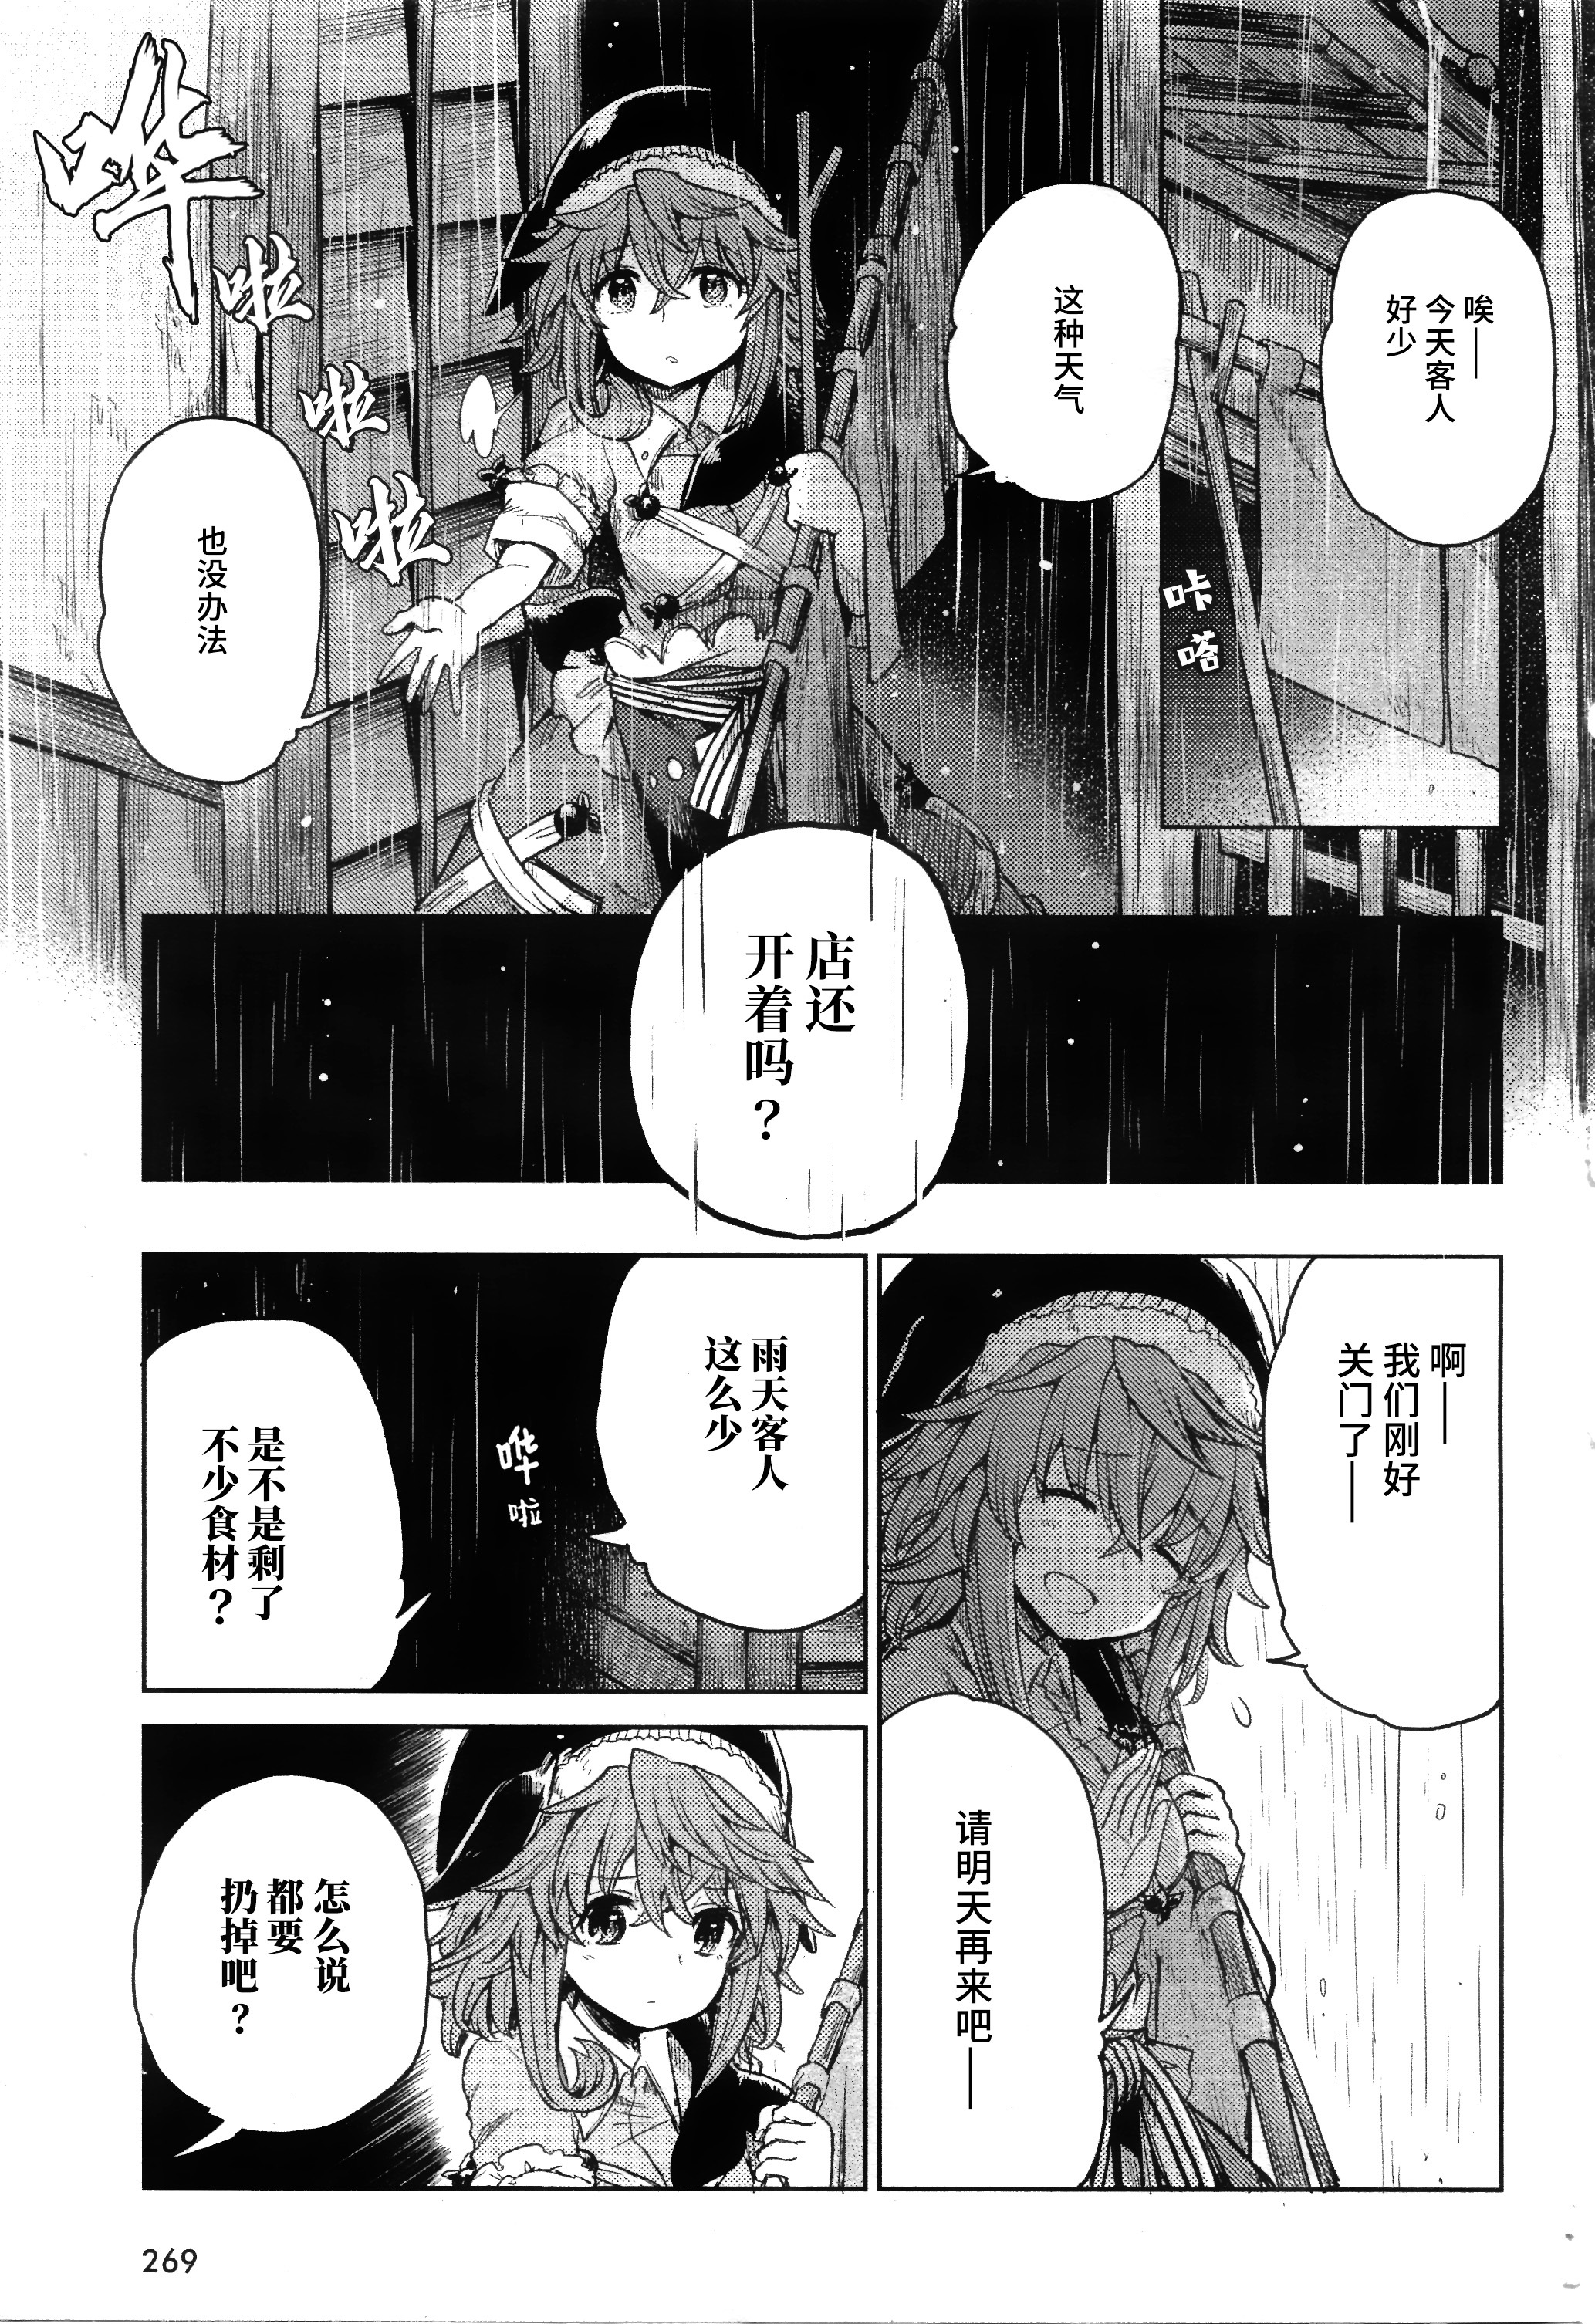 唉——
今天客人
好少
咔
嗒
这种天气
哗
啦
啦
啦
也没办法
店还
开着吗？
啊——
我们刚好
关门了——
请明天再来吧——
雨天客人
这么少
哗
啦
是不是剩了
不少食材？
怎么说
都要
扔掉吧？
269